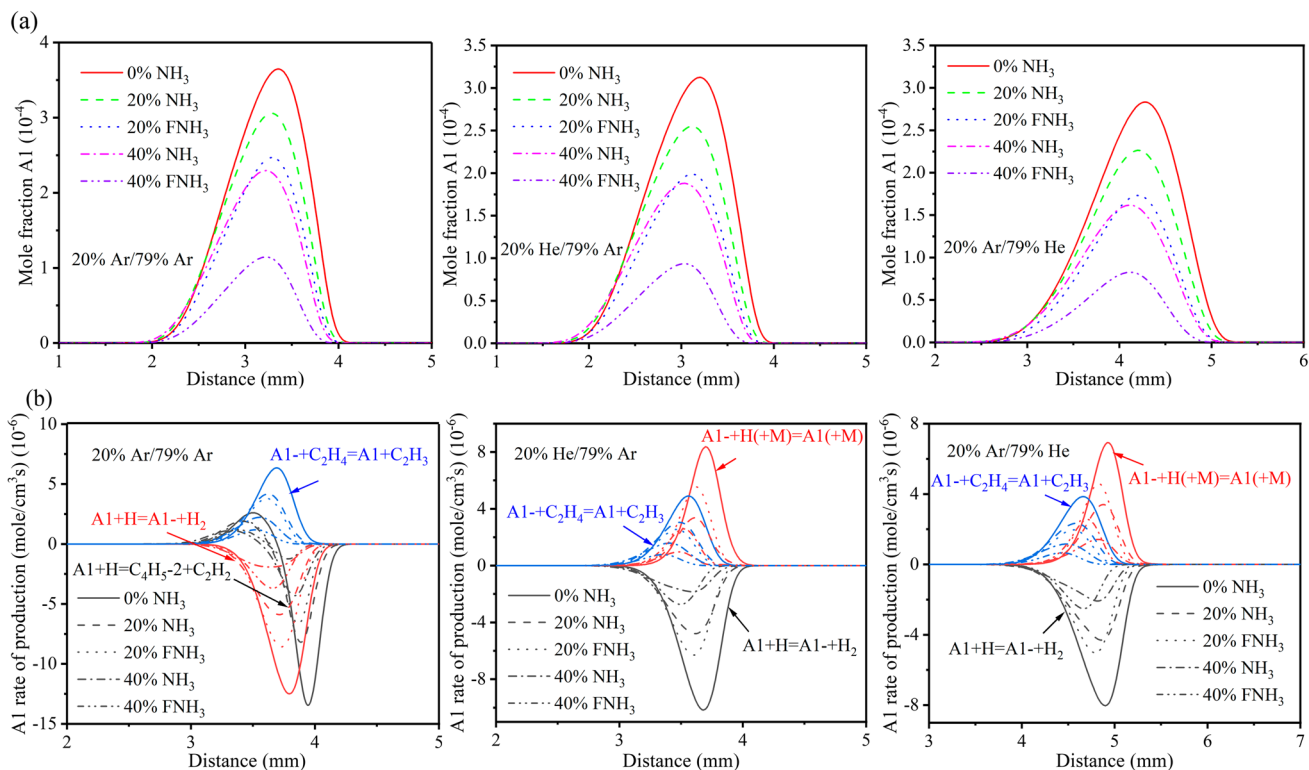 (a)
Mole fraction A1 (10⁻⁴)
4
3
2
1
0
0% NH₃
20% NH₃
20% FNH₃
40% NH₃
40% FNH₃
20% Ar/79% Ar
1 2 3 4 5
Distance (mm)
Mole fraction A1 (10⁻⁴)
3.5
3.0
2.5
2.0
1.5
1.0
0.5
0.0
0% NH₃
20% NH₃
20% FNH₃
40% NH₃
40% FNH₃
20% He/79% Ar
1 2 3 4 5
Distance (mm)
Mole fraction A1 (10⁻⁴)
3.5
3.0
2.5
2.0
1.5
1.0
0.5
0.0
0% NH₃
20% NH₃
20% FNH₃
40% NH₃
40% FNH₃
20% Ar/79% He
2 3 4 5 6
Distance (mm)
(b)
A1 rate of production (mole/cm³s) (10⁻⁶)
10
5
0
-5
-10
-15
20% Ar/79% Ar
A1-+C₂H₄=A1+C₂H₃
A1+H=A1-+H₂
A1+H=C₄H₅-2+C₂H₂
0% NH₃
20% NH₃
20% FNH₃
40% NH₃
40% FNH₃
2 3 4 5
Distance (mm)
A1 rate of production (mole/cm³s) (10⁻⁶)
8
4
0
-4
-8
20% He/79% Ar
A1-+H(+M)=A1(+M)
A1-+C₂H₄=A1+C₂H₃
0% NH₃
20% NH₃
20% FNH₃
40% NH₃
40% FNH₃
A1+H=A1-+H₂
2 3 4 5
Distance (mm)
A1 rate of production (mole/cm³s) (10⁻⁶)
8
4
0
-4
-8
20% Ar/79% He
A1-+C₂H₄=A1+C₂H₃
A1-+H(+M)=A1(+M)
A1+H=A1-+H₂
0% NH₃
20% NH₃
20% FNH₃
40% NH₃
40% FNH₃
3 4 5 6 7
Distance (mm)